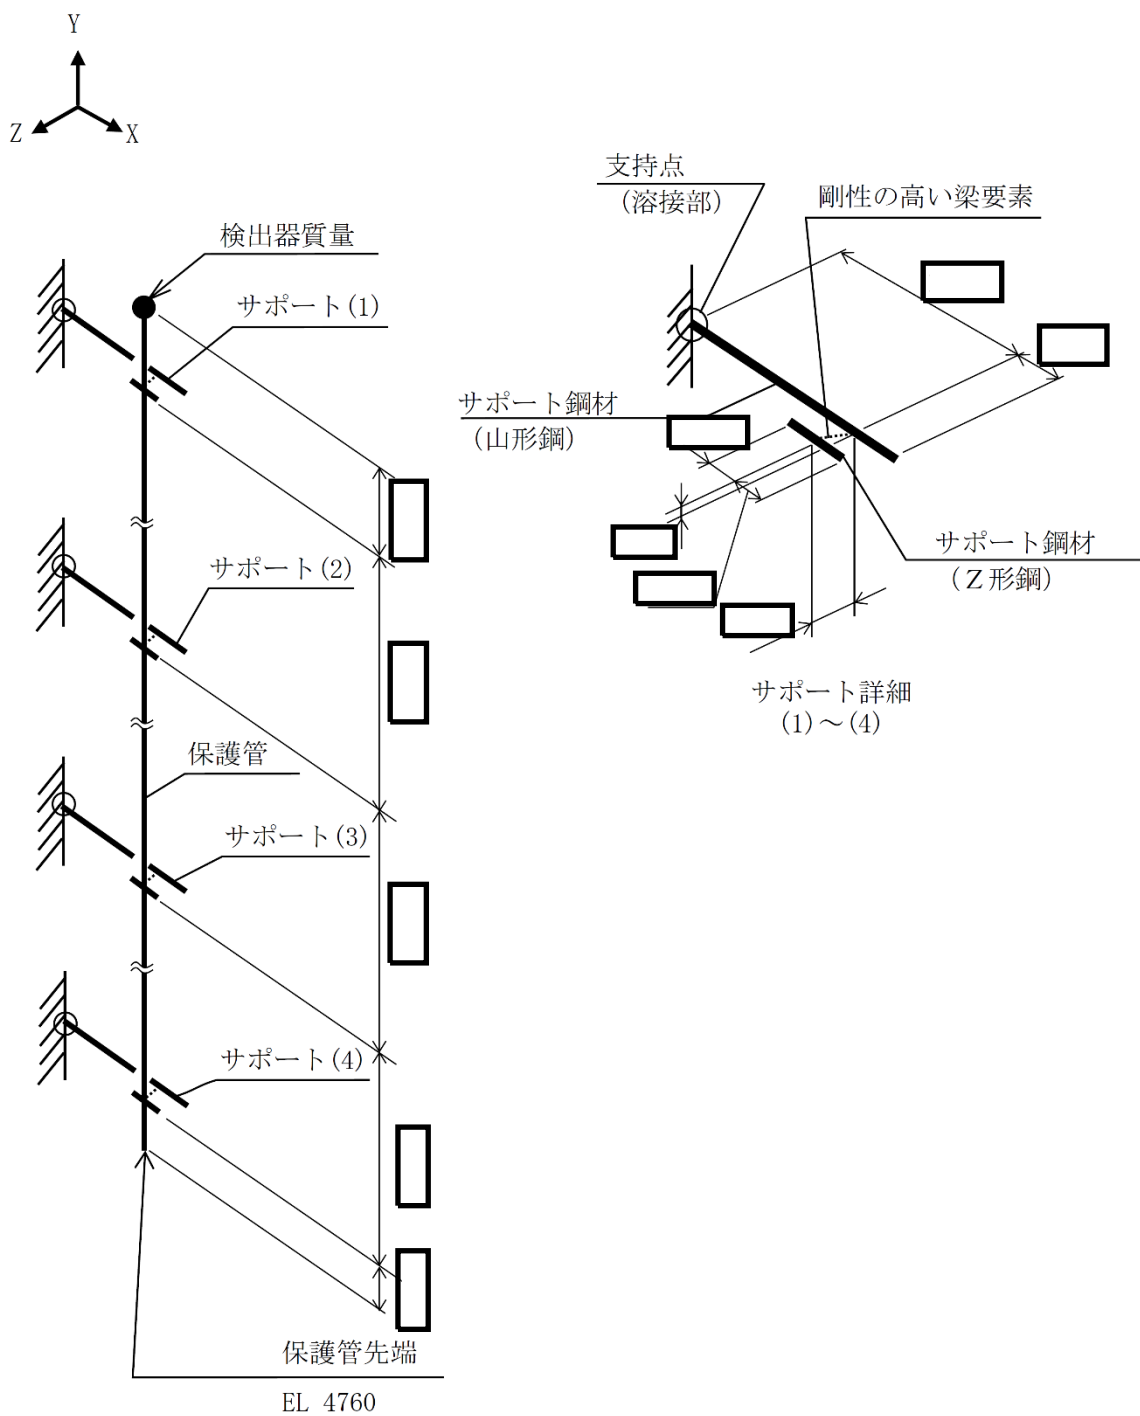 Y
Z
X
検出器質量
サポート(1)
サポート(2)
保護管
サポート(3)
サポート(4)
保護管先端
EL 4760
支持点
(溶接部)
剛性の高い梁要素
サポート鋼材
(山形鋼)
サポート鋼材
(Z形鋼)
サポート詳細
(1)～(4)